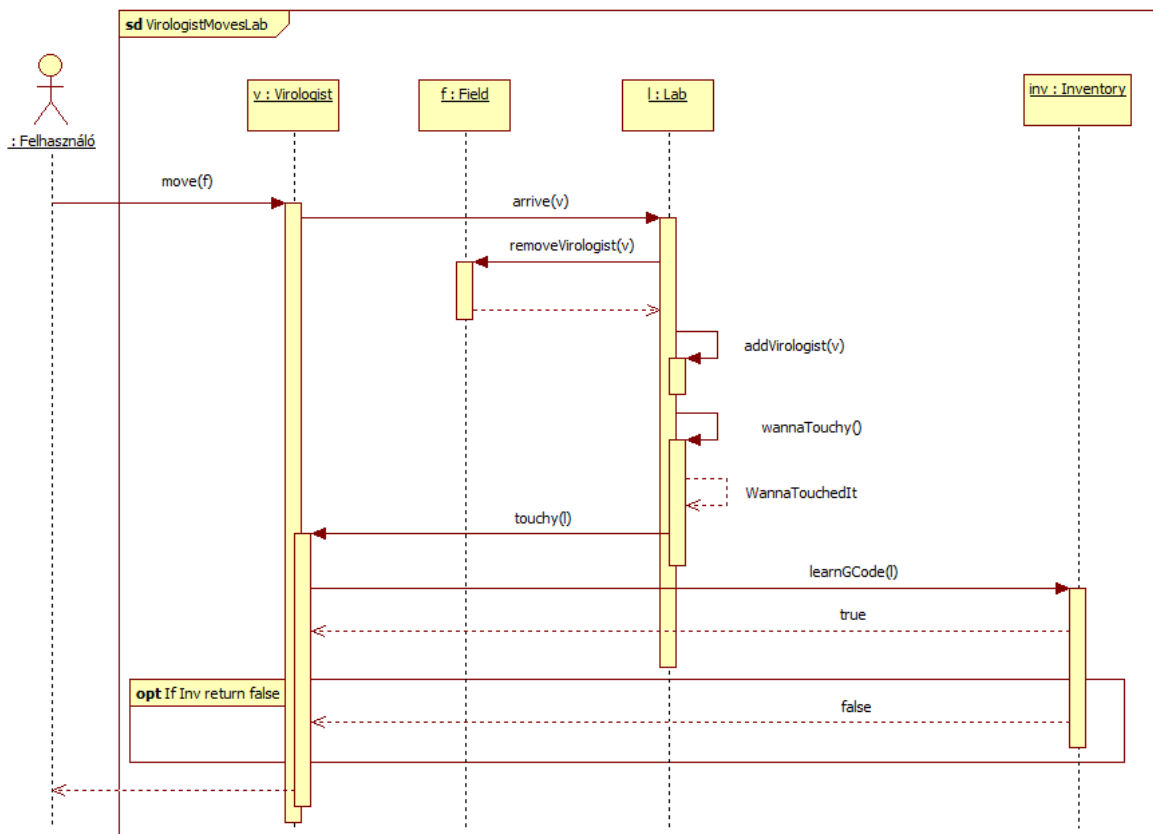 sd VirologistMovesLab
: Felhasználó
v : Virologist
f : Field
l : Lab
inv : Inventory
move(f)
arrive(v)
removeVirologist(v)
addVirologist(v)
wannaTouchy()
WannaTouchedIt
touchy(l)
learnGCode(l)
true
opt If Inv return false
false